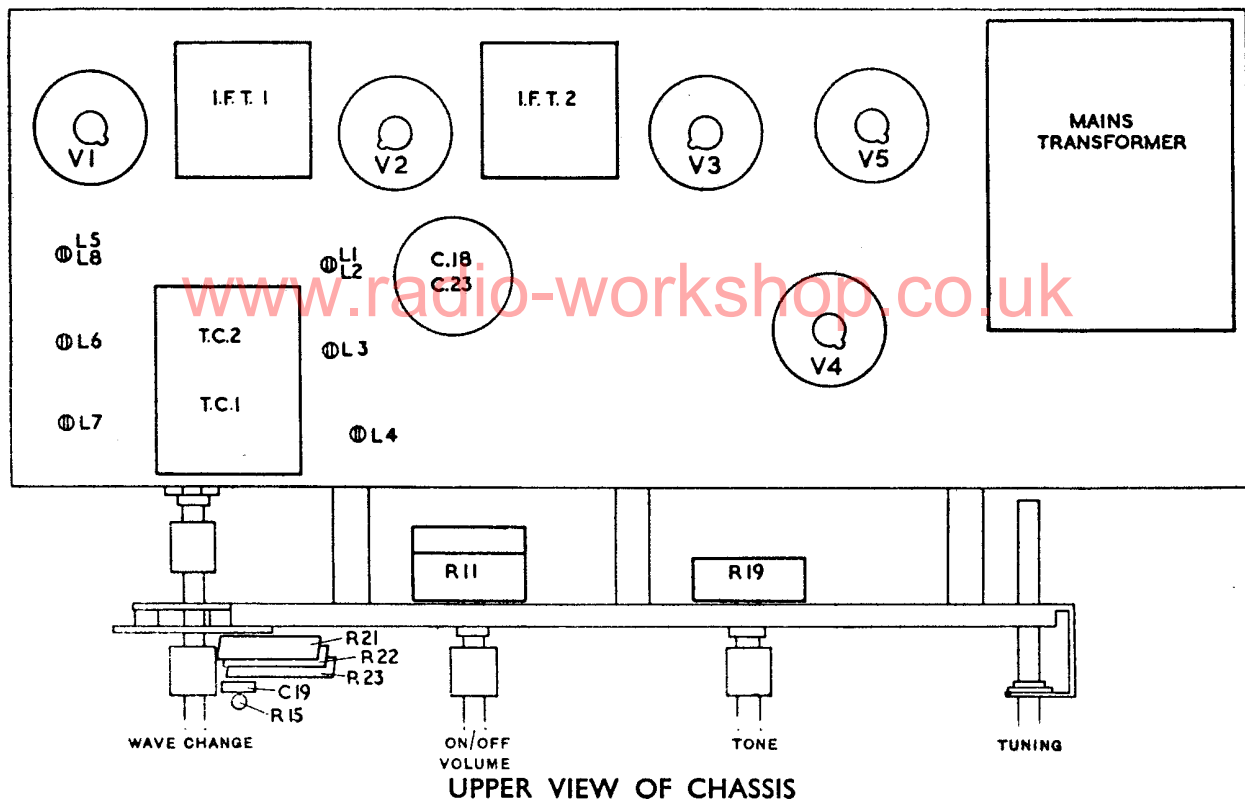 I.F.T. 1
I.F.T. 2
MAINS
TRANSFORMER
V1
V2
V3
V5
L5
L8
L1
L2
C.18
C.23
www.radio-workshop.co.uk
T.C.2
L6
L3
V4
T.C.1
L7
L4
R11
R19
R21
R22
R.23
C19
R15
WAVE CHANGE
ON/OFF
VOLUME
TONE
TUNING
UPPER VIEW OF CHASSIS